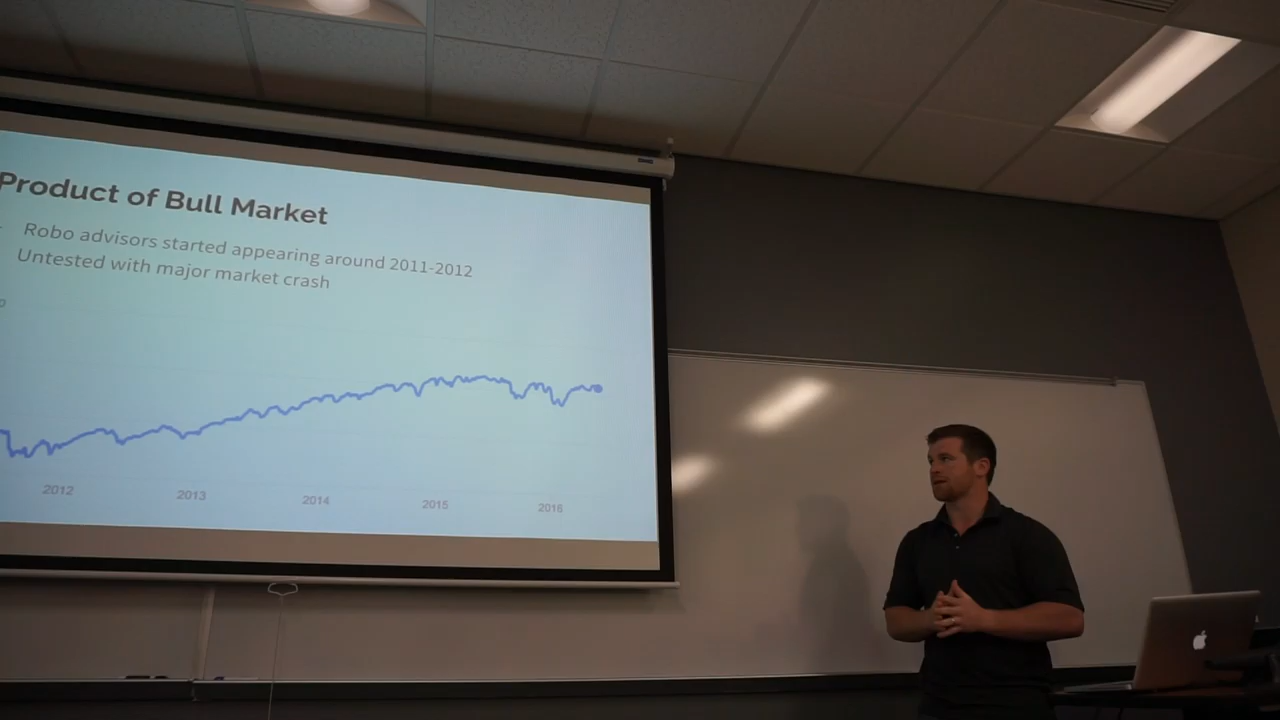 Product of Bull Market
Robo advisors started appearing around 2011-2012
Untested with major market crash
2012
2013
2014
2015
2016